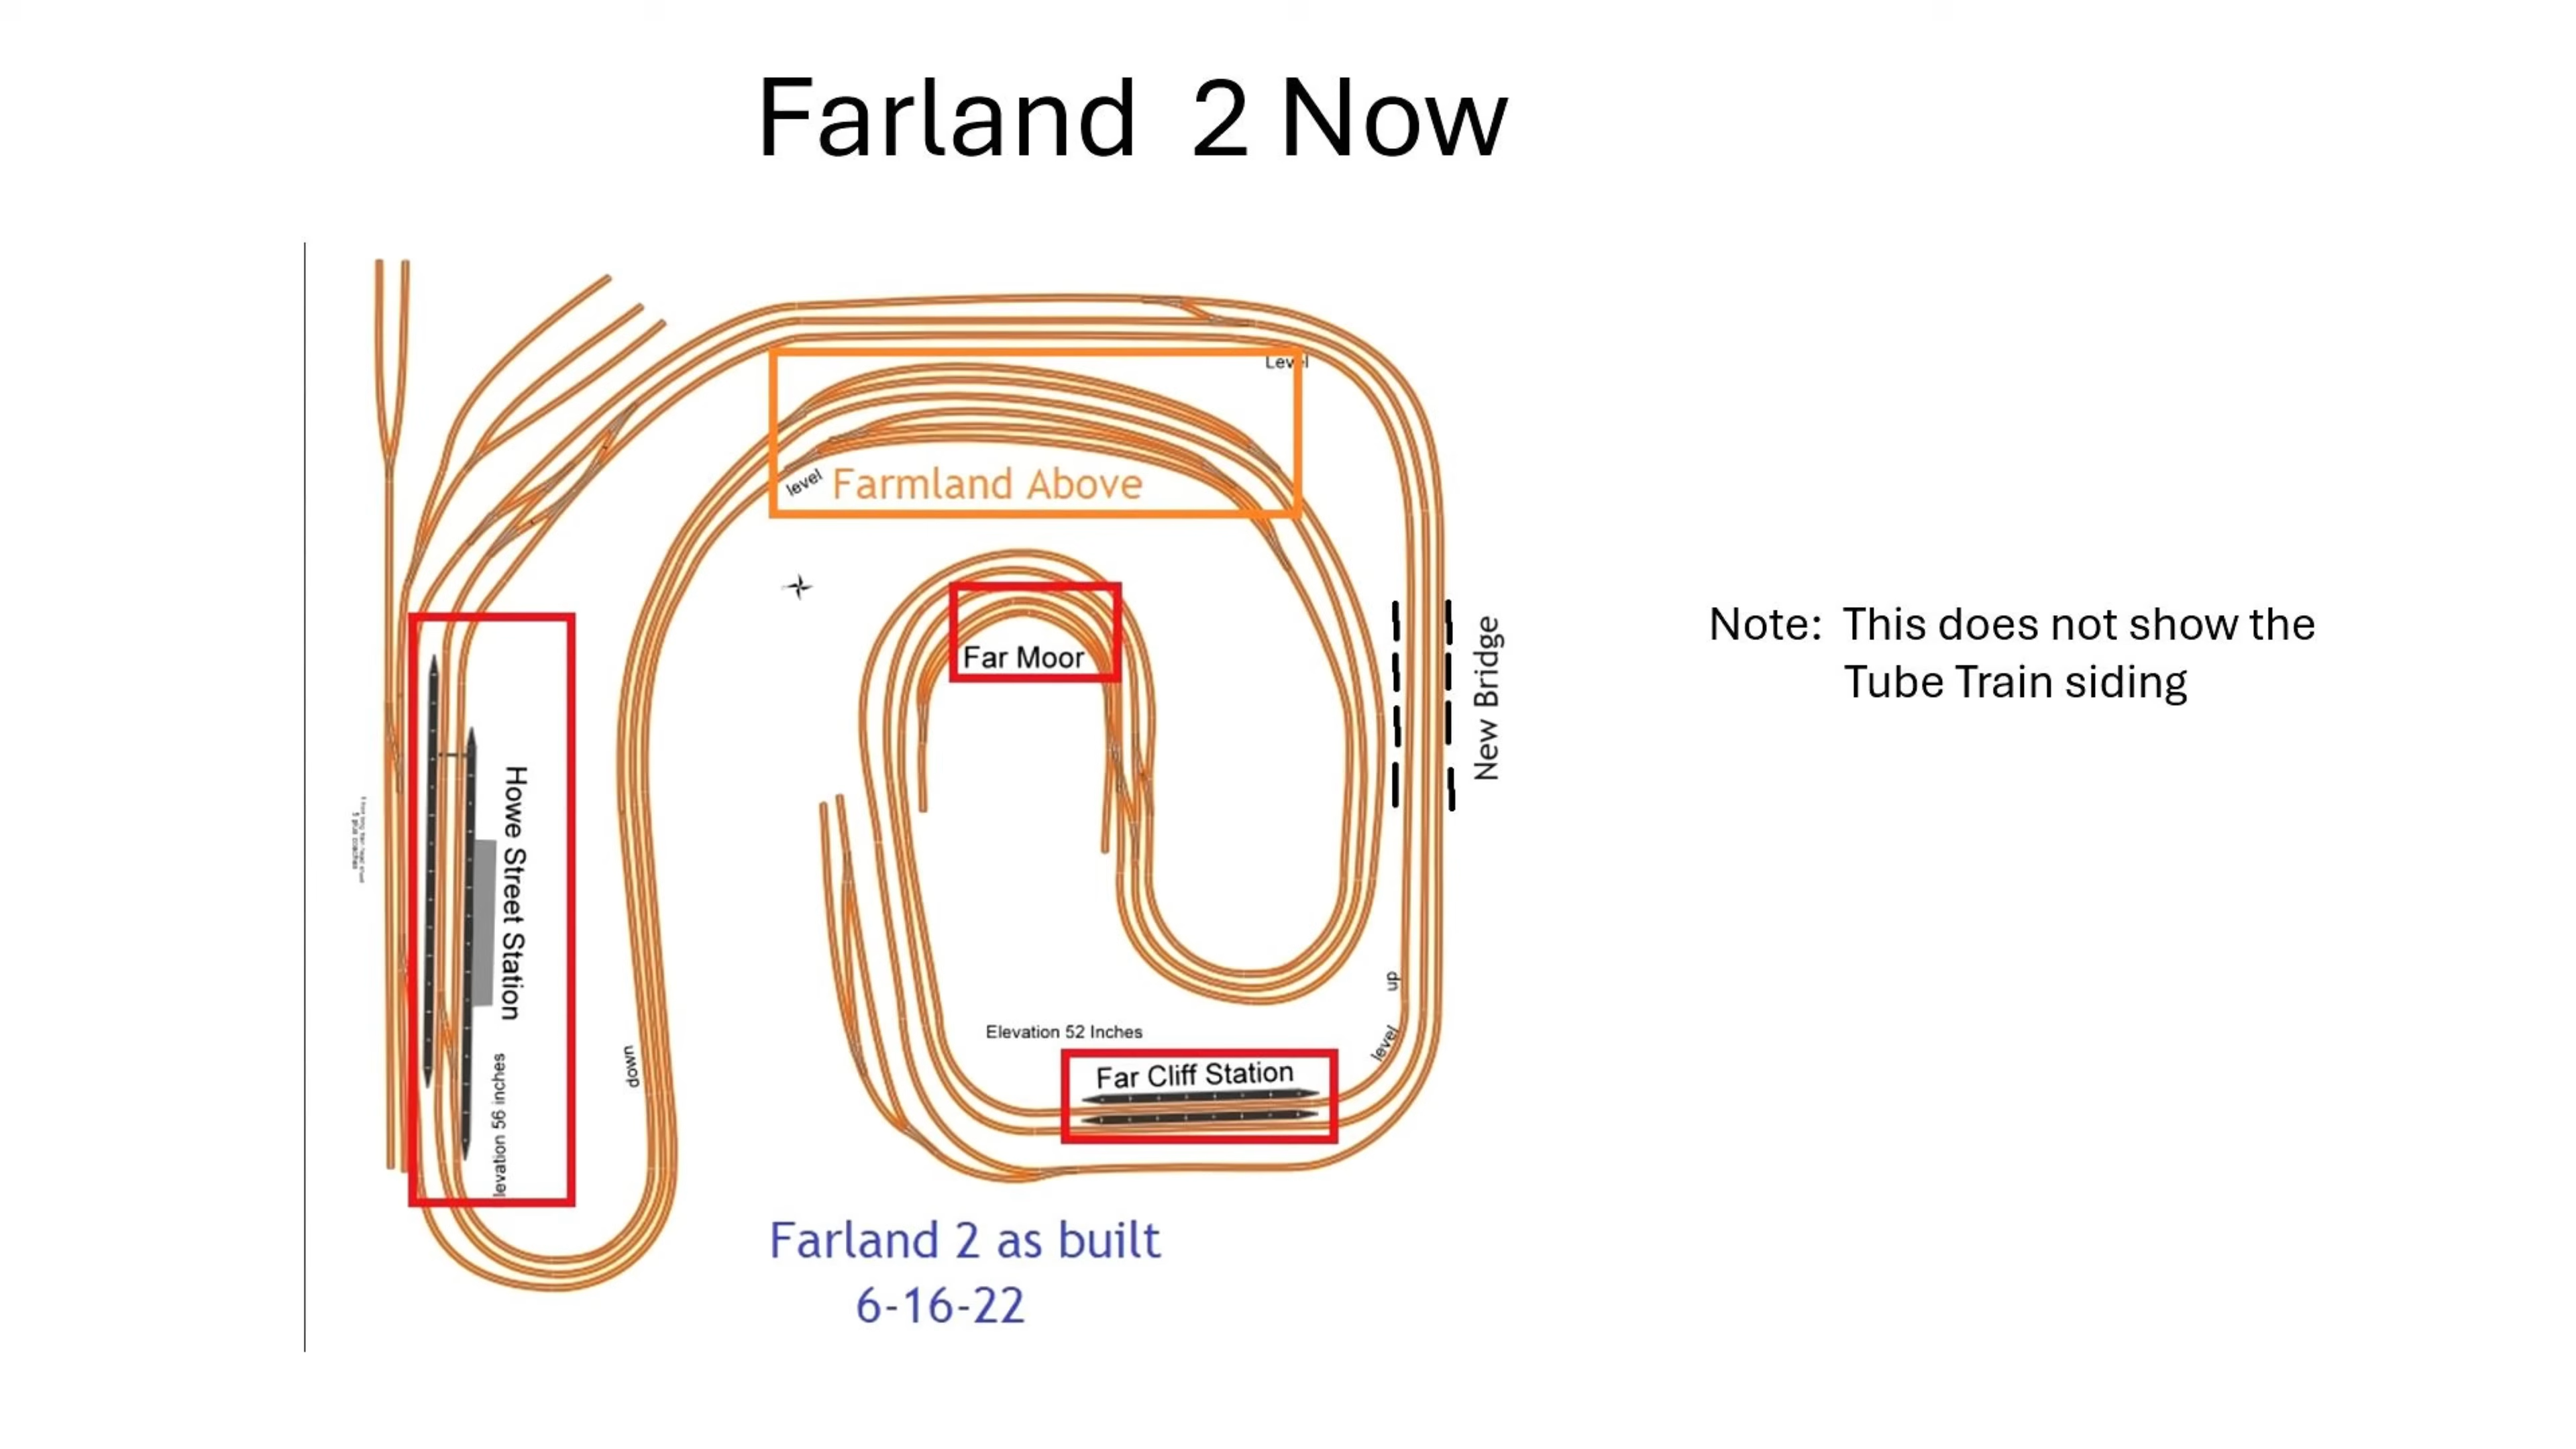 Farland 2 Now
Level
level
Farmland Above
Far Moor
New Bridge
Note: This does not show the
Tube Train siding
Howe Street Station
levation 56 inches
down
up
level
Elevation 52 Inches
Far Cliff Station
Farland 2 as built
6-16-22